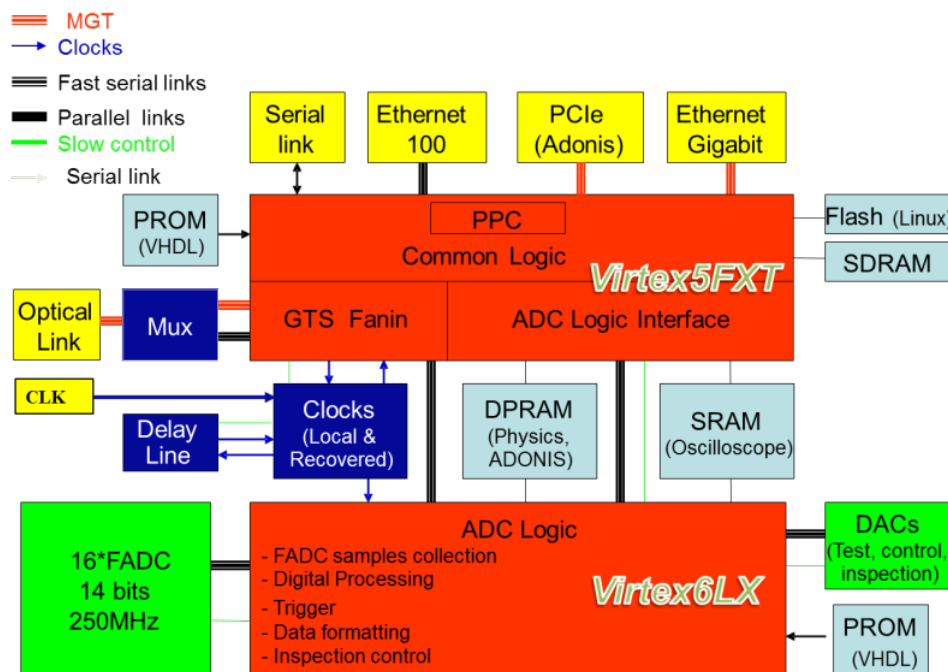 MGT
Clocks
Fast serial links
Parallel links
Slow control
Serial link
Serial
link
Ethernet
100
PCIe
(Adonis)
Ethernet
Gigabit
PROM
(VHDL)
PPC
Common Logic
Virtex5FXT
Flash (Linux)
SDRAM
Optical
Link
Mux
GTS Fanin
ADC Logic Interface
CLK
Delay
Line
Clocks
(Local &
Recovered)
DPRAM
(Physics,
ADONIS)
SRAM
(Oscilloscope)
16*FADC
14 bits
250MHz
ADC Logic
- FADC samples collection
- Digital Processing
- Trigger
- Data formatting
- Inspection control
Virtex6LX
DACs
(Test, control,
inspection)
PROM
(VHDL)